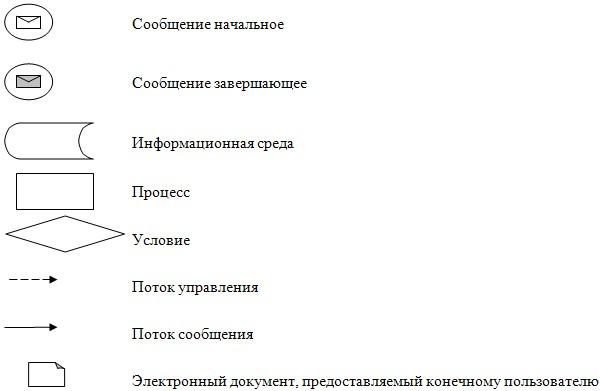 Сообщение начальное
Сообщение завершающее
Информационная среда
Процесс
Условие
Поток управления
Поток сообщения
Электронный документ, предоставляемый конечному пользователю